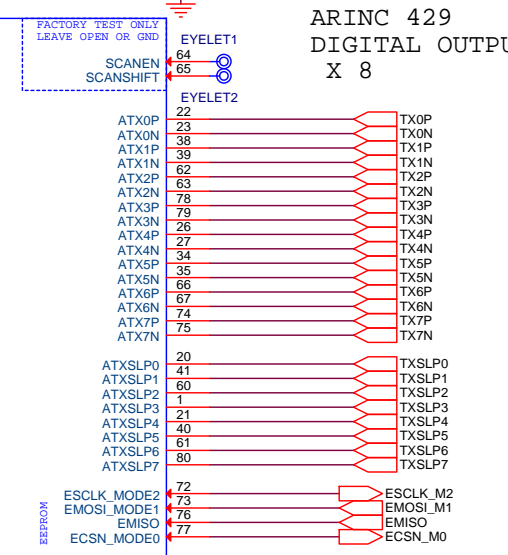 FACTORY TEST ONLY
LEAVE OPEN OR GND
ARINC 429
DIGITAL OUTPU
X 8
EYELET1
SCANEN 64
SCANSHIFT 65
EYELET2
ATX0P 22 TX0P
ATX0N 23 TX0N
ATX1P 38 TX1P
ATX1N 39 TX1N
ATX2P 62 TX2P
ATX2N 63 TX2N
ATX3P 78 TX3P
ATX3N 79 TX3N
ATX4P 26 TX4P
ATX4N 27 TX4N
ATX5P 34 TX5P
ATX5N 35 TX5N
ATX6P 66 TX6P
ATX6N 67 TX6N
ATX7P 74 TX7P
ATX7N 75 TX7N
ATXSLP0 20 TXSLP0
ATXSLP1 41 TXSLP1
ATXSLP2 60 TXSLP2
ATXSLP3 1 TXSLP3
ATXSLP4 21 TXSLP4
ATXSLP5 40 TXSLP5
ATXSLP6 61 TXSLP6
ATXSLP7 80 TXSLP7
EEPROM
ESCLK_MODE2 72 ESCLK_M2
EMOSI_MODE1 73 EMOSI_M1
EMISO 76 EMISO
ECSN_MODE0 77 ECSN_M0